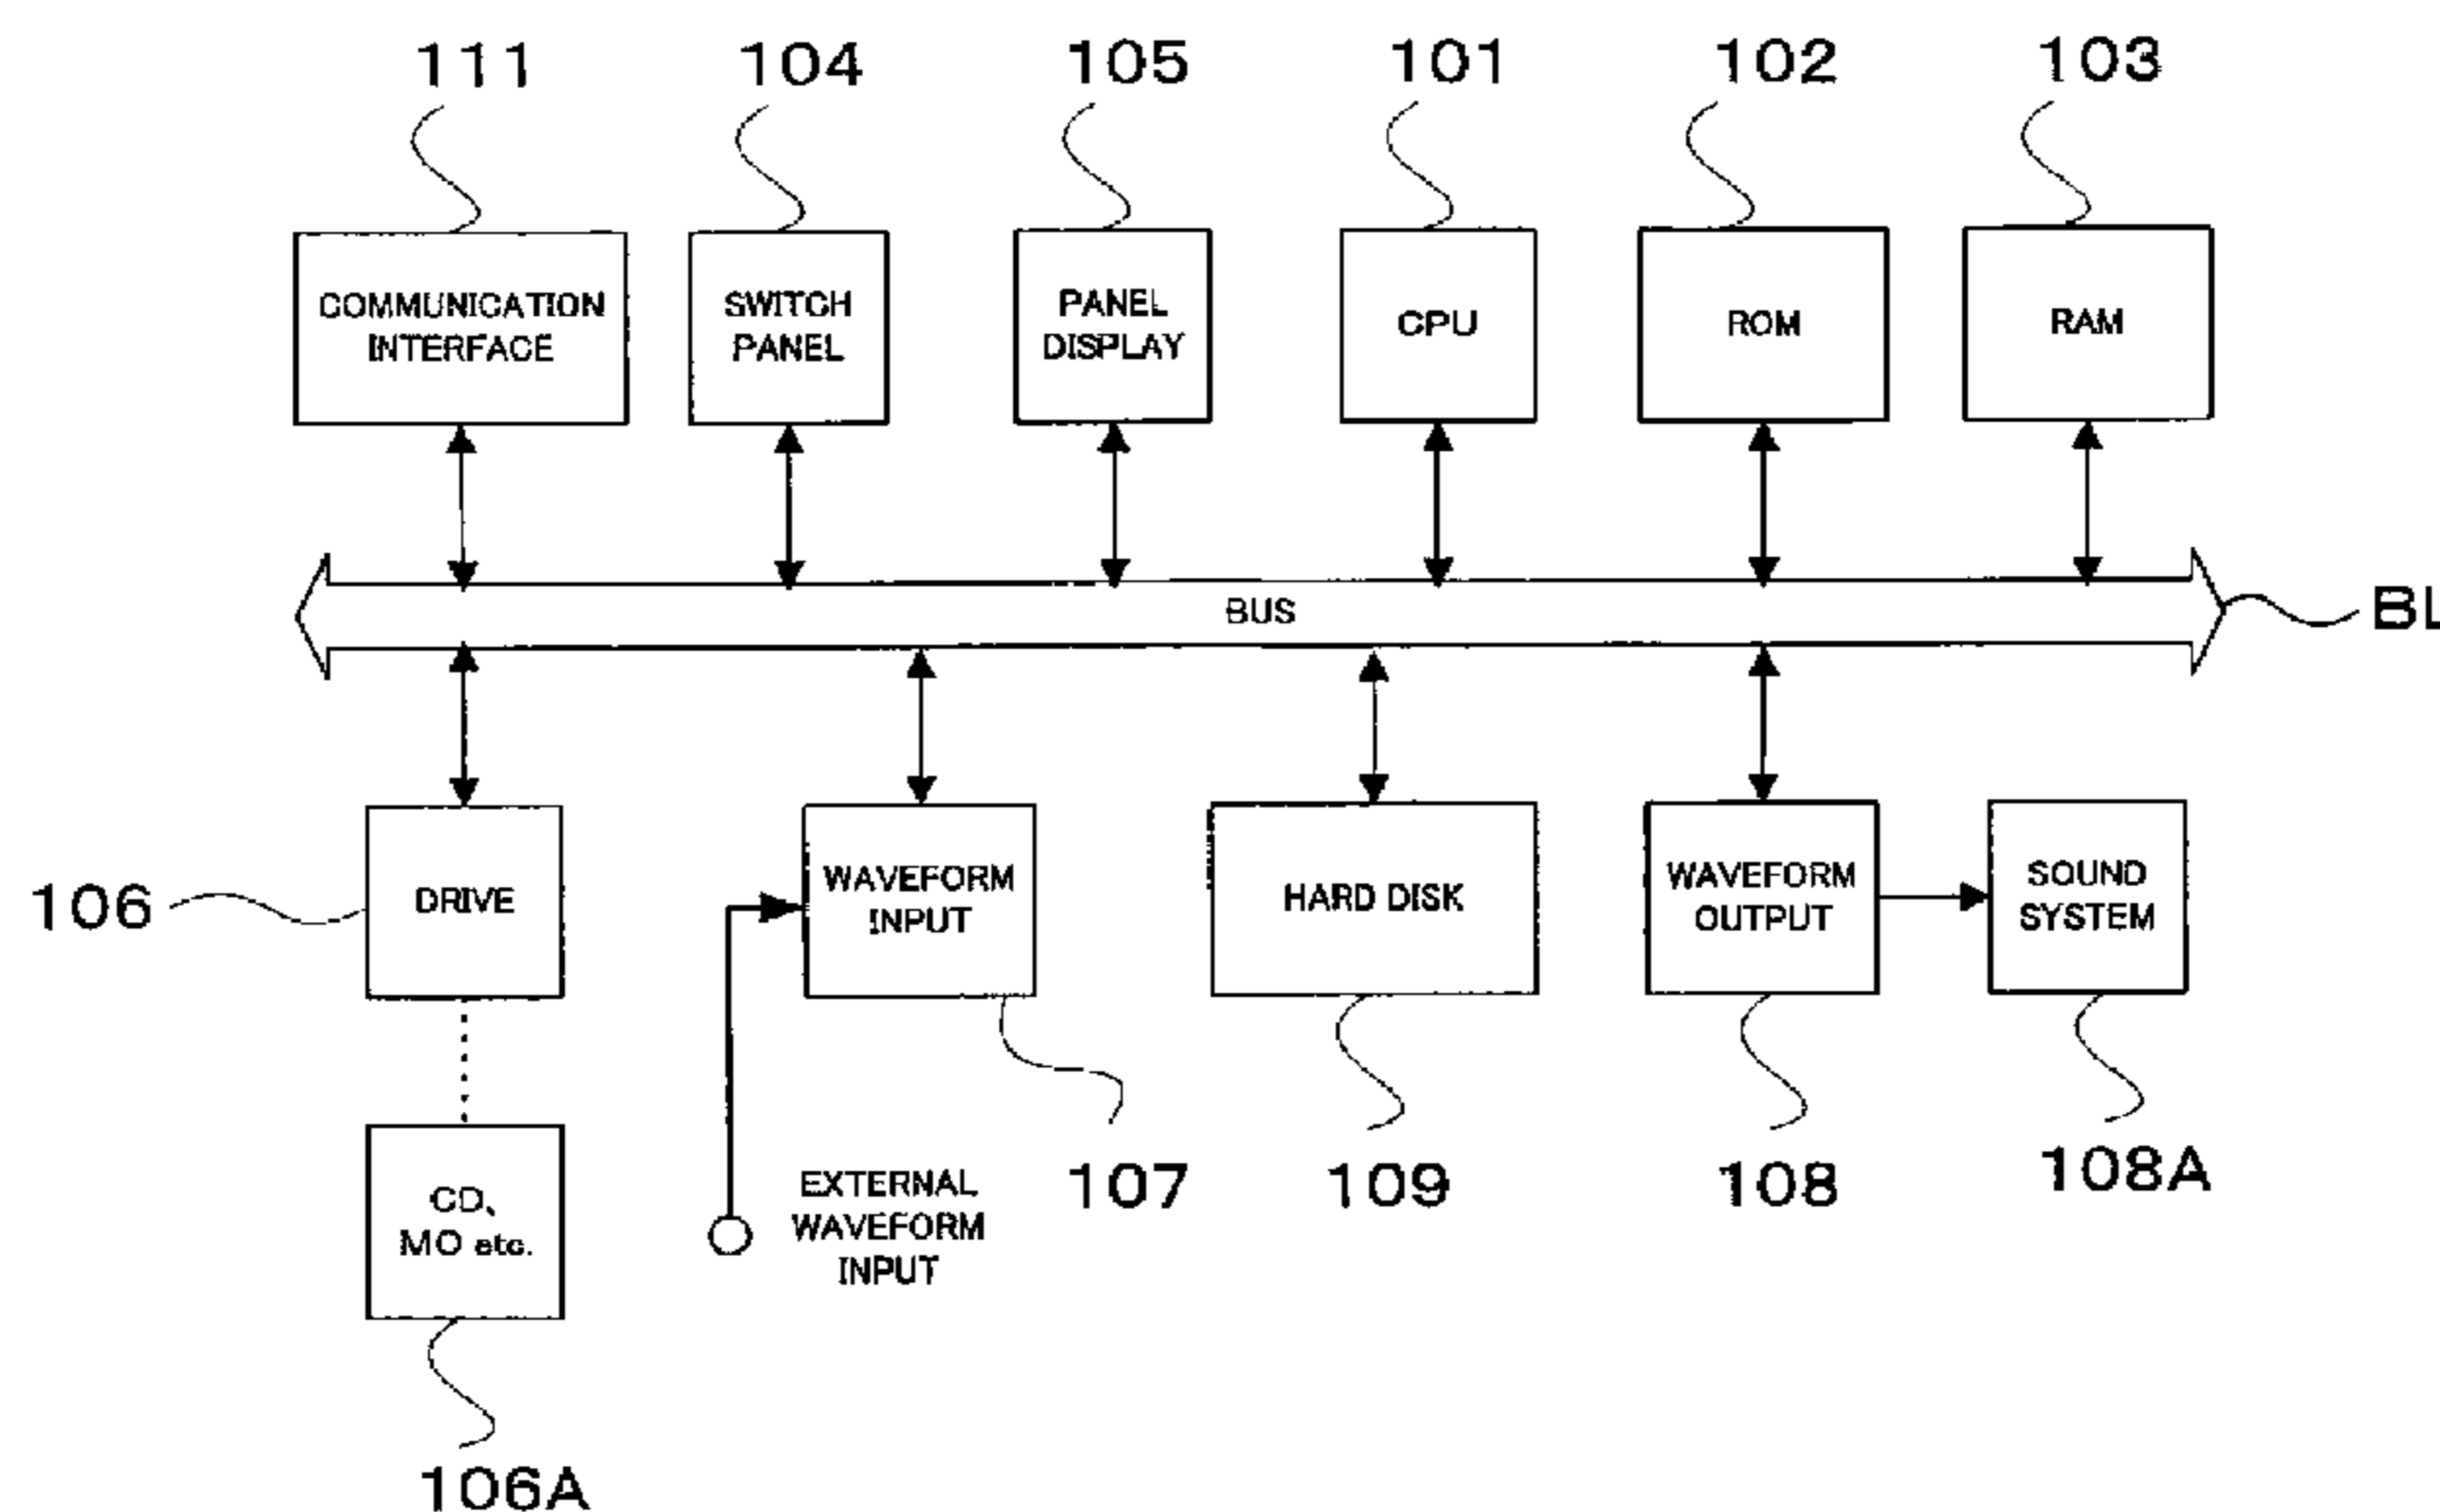 111
104
105
101
102
103
COMMUNICATION
INTERFACE
SWITCH
PANEL
PANEL
DISPLAY
CPU
ROM
RAM
BUS
BL
106
DRIVE
WAVEFORM
INPUT
HARD DISK
WAVEFORM
OUTPUT
SOUND
SYSTEM
CD、
MO etc.
EXTERNAL
WAVEFORM
INPUT
107
109
108
108A
106A